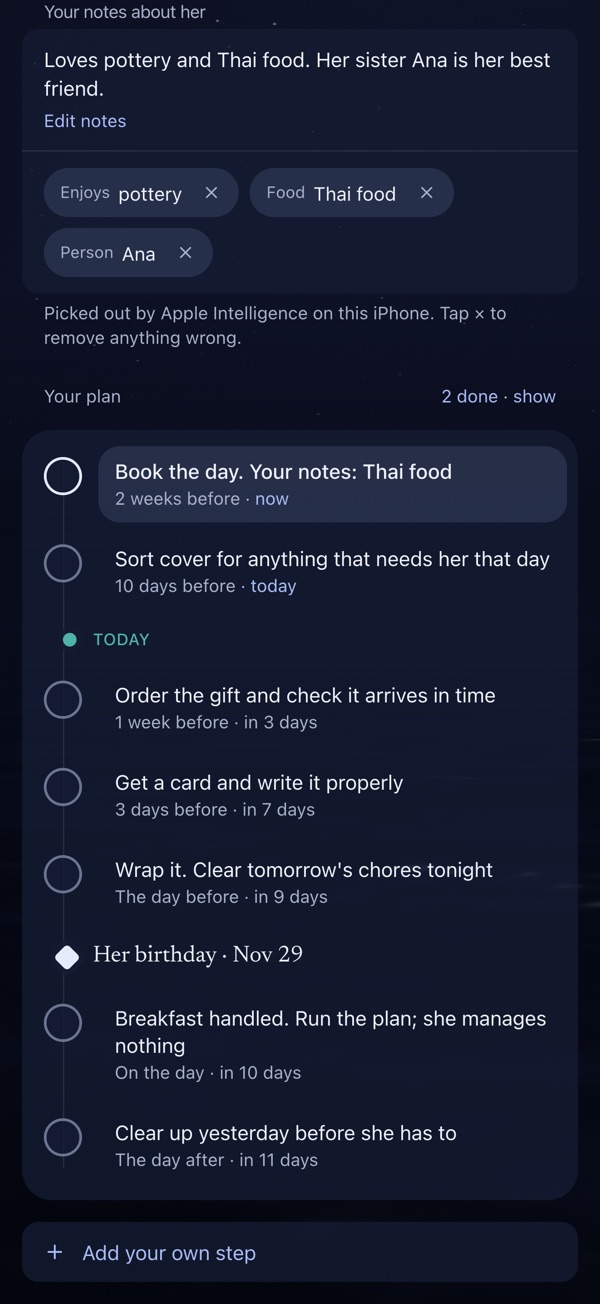 Your notes about her
Loves pottery and Thai food. Her sister Ana is her best
friend.
Edit notes
Enjoys pottery ×
Food Thai food ×
Person Ana ×
Picked out by Apple Intelligence on this iPhone. Tap × to
remove anything wrong.
Your plan
2 done · show
Book the day. Your notes: Thai food
2 weeks before · now
Sort cover for anything that needs her that day
10 days before · today
TODAY
Order the gift and check it arrives in time
1 week before · in 3 days
Get a card and write it properly
3 days before · in 7 days
Wrap it. Clear tomorrow's chores tonight
The day before · in 9 days
Her birthday · Nov 29
Breakfast handled. Run the plan; she manages
nothing
On the day · in 10 days
Clear up yesterday before she has to
The day after · in 11 days
+ Add your own step